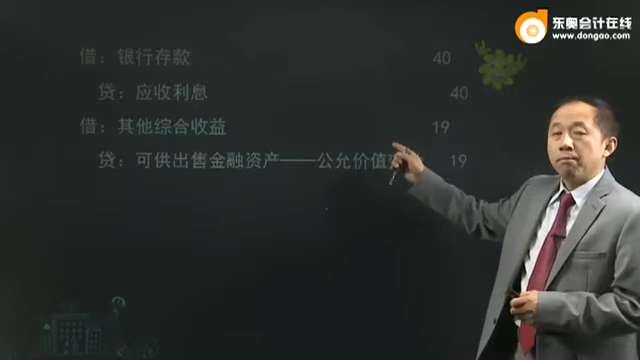 东奥会计在线
www.dongao.com
借：银行存款 40
贷：应收利息 40
借：其他综合收益 19
贷：可供出售金融资产——公允价值 19